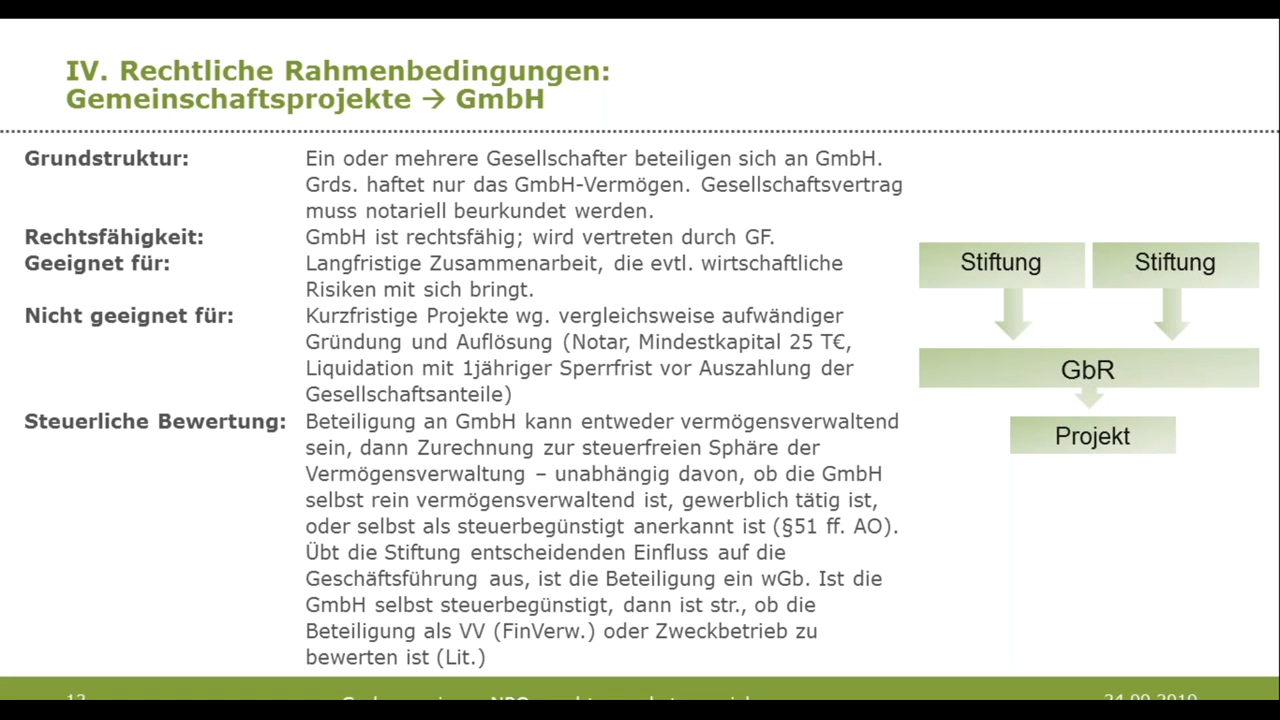 IV. Rechtliche Rahmenbedingungen:
Gemeinschaftsprojekte → GmbH
Grundstruktur: Ein oder mehrere Gesellschafter beteiligen sich an GmbH.
Grds. haftet nur das GmbH-Vermögen. Gesellschaftsvertrag
muss notariell beurkundet werden.
Rechtsfähigkeit: GmbH ist rechtsfähig; wird vertreten durch GF.
Geeignet für: Langfristige Zusammenarbeit, die evtl. wirtschaftliche
Risiken mit sich bringt.
Nicht geeignet für: Kurzfristige Projekte wg. vergleichsweise aufwändiger
Gründung und Auflösung (Notar, Mindestkapital 25 T€,
Liquidation mit 1jähriger Sperrfrist vor Auszahlung der
Gesellschaftsanteile)
Steuerliche Bewertung: Beteiligung an GmbH kann entweder vermögensverwaltend
sein, dann Zurechnung zur steuerfreien Sphäre der
Vermögensverwaltung – unabhängig davon, ob die GmbH
selbst rein vermögensverwaltend ist, gewerblich tätig ist,
oder selbst als steuerbegünstigt anerkannt ist (§51 ff. AO).
Übt die Stiftung entscheidenden Einfluss auf die
Geschäftsführung aus, ist die Beteiligung ein wGb. Ist die
GmbH selbst steuerbegünstigt, dann ist str., ob die
Beteiligung als VV (FinVerw.) oder Zweckbetrieb zu
bewerten ist (Lit.)
Stiftung Stiftung
GbR
Projekt